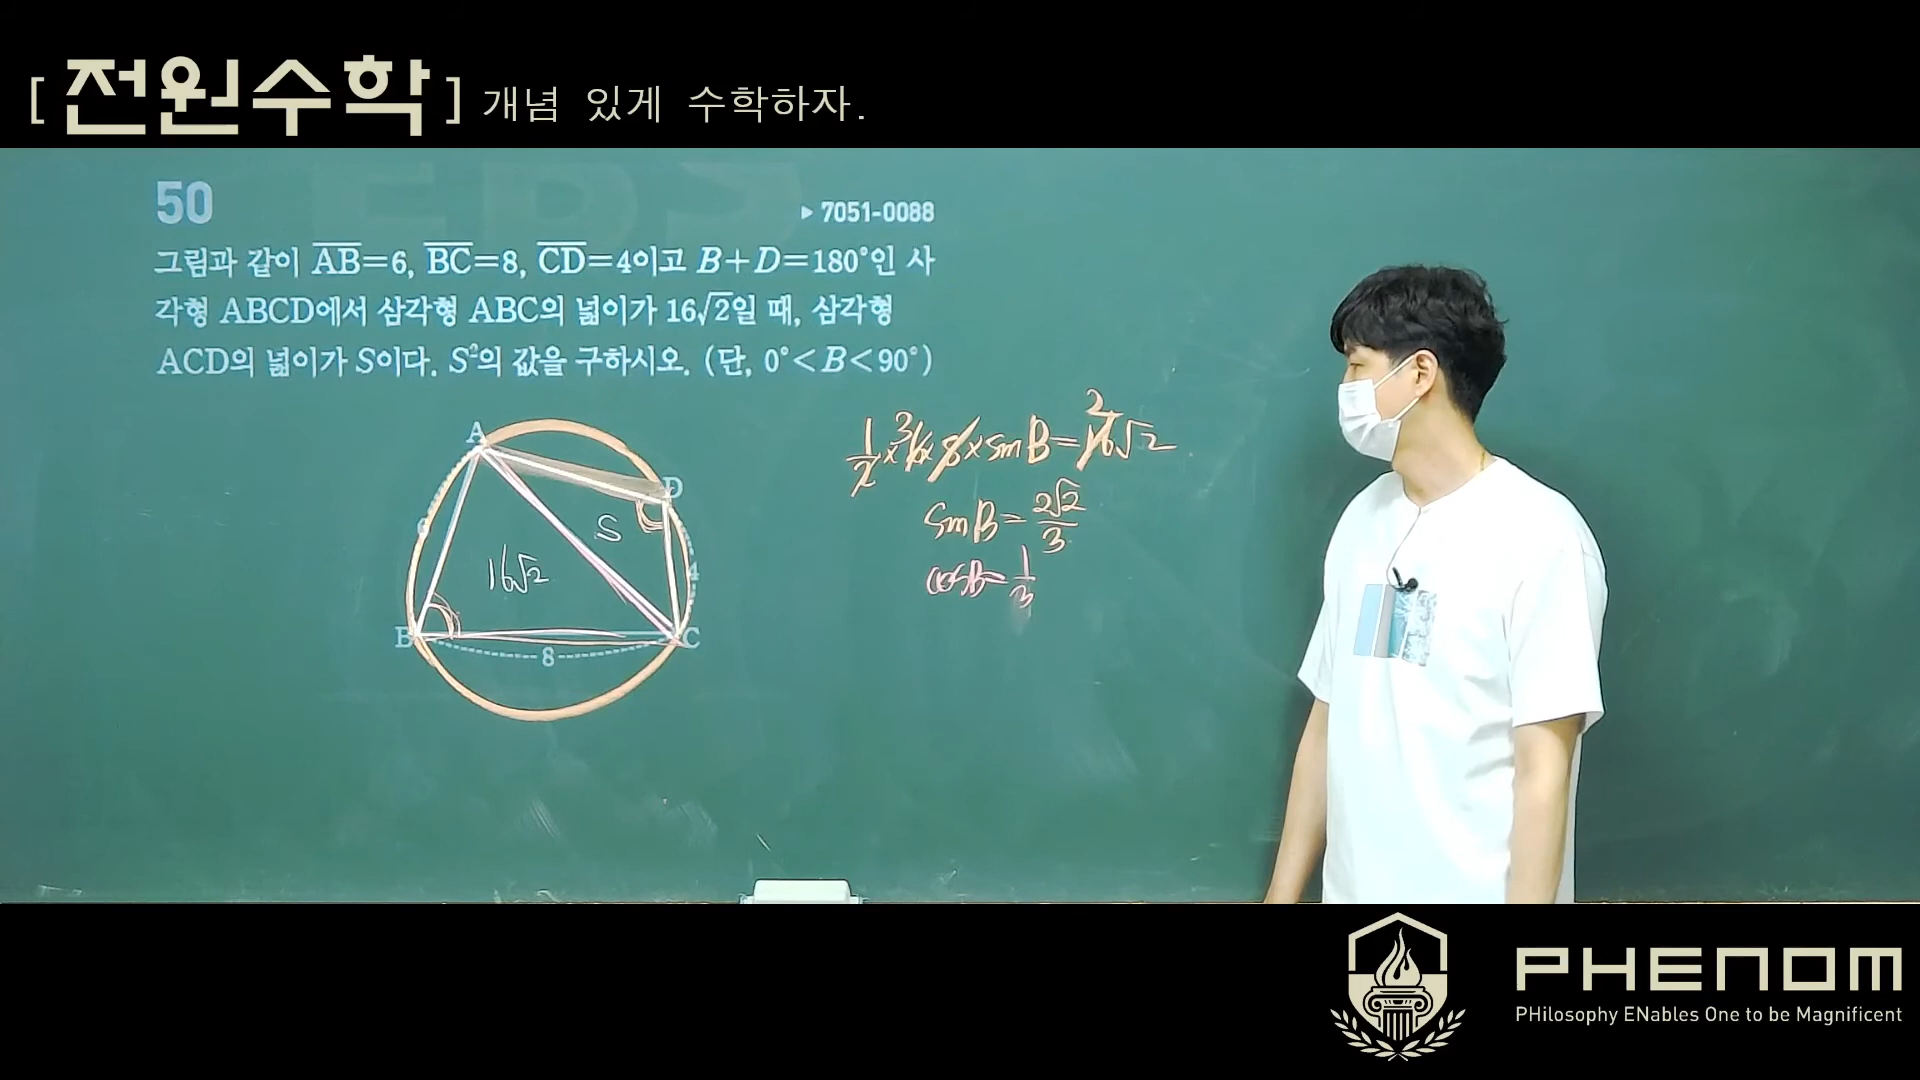 [전원수학] 개념 있게 수학하자.
50
▶ 7051-0088
그림과 같이 AB=6, BC=8, CD=4이고 B+D=180°인 사
각형 ABCD에서 삼각형 ABC의 넓이가 16√2일 때, 삼각형
ACD의 넓이가 S이다. S²의 값을 구하시오. (단, 0°<B<90°)
A
D
S
16√2
4
B
C
8
1/2 × 3 6 × 8 × sin B = 2 16√2
sin B = 2√2/3
cos B = 1/3
PHENOM
PHilosophy ENables One to be Magnificent